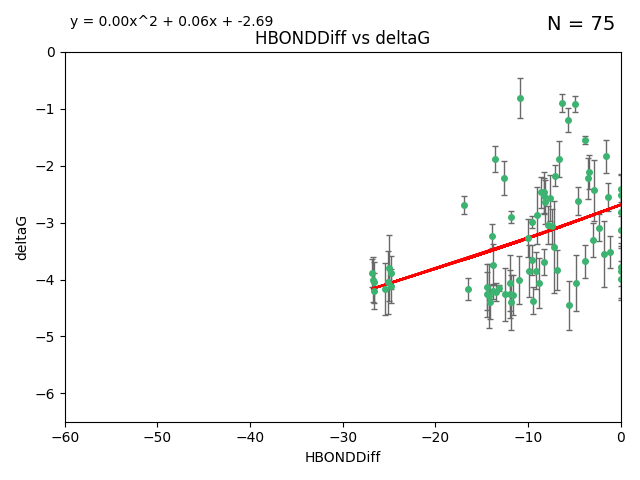 y = 0.00x^2 + 0.06x + -2.69
N = 75
HBONDDiff vs deltaG
0
−1
−2
−3
−4
−5
−6
deltaG
−60
−50
−40
−30
−20
−10
0
HBONDDiff